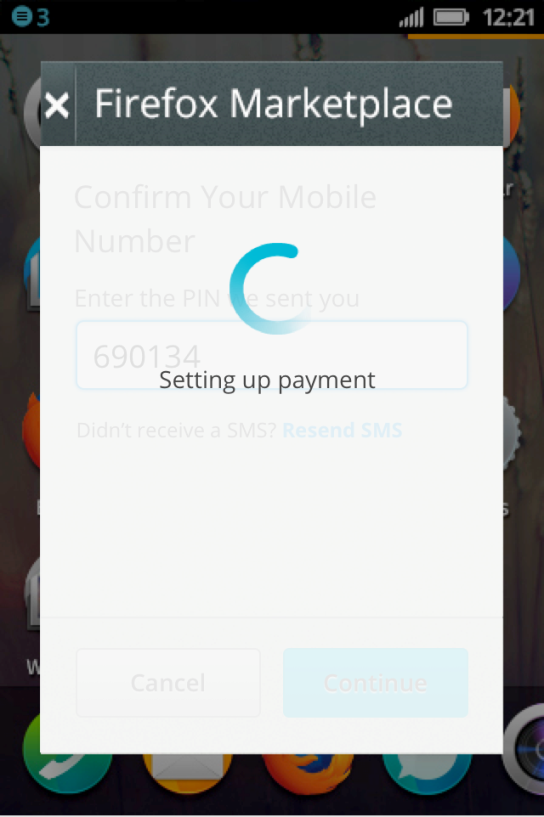 3
12:21
Firefox Marketplace
Confirm Your Mobile
Number
Enter the PIN we sent you
690134
Setting up payment
Didn't receive a SMS? Resend SMS
Cancel
Continue